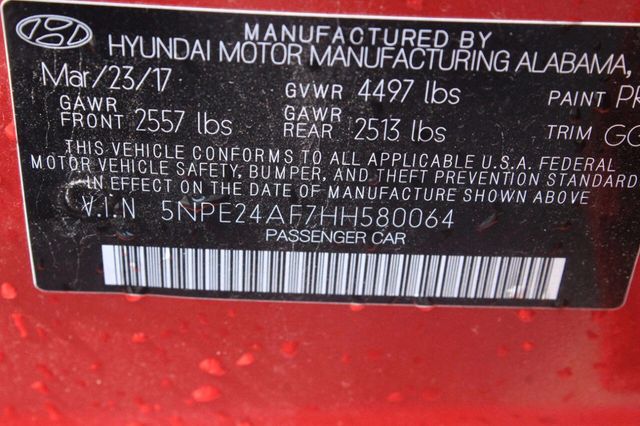 MANUFACTURED BY
HYUNDAI MOTOR MANUFACTURING ALABAMA,
Mar/23/17 GVWR 4497 lbs PAINT
GAWR FRONT 2557 lbs GAWR REAR 2513 lbs TRIM
THIS VEHICLE CONFORMS TO ALL APPLICABLE U.S.A. FEDERAL
MOTOR VEHICLE SAFETY, BUMPER, AND THEFT PREVENTION STANDARD
IN EFFECT ON THE DATE OF MANUFACTURE SHOWN ABOVE
V.I.N 5NPE24AF7HH580064
PASSENGER CAR